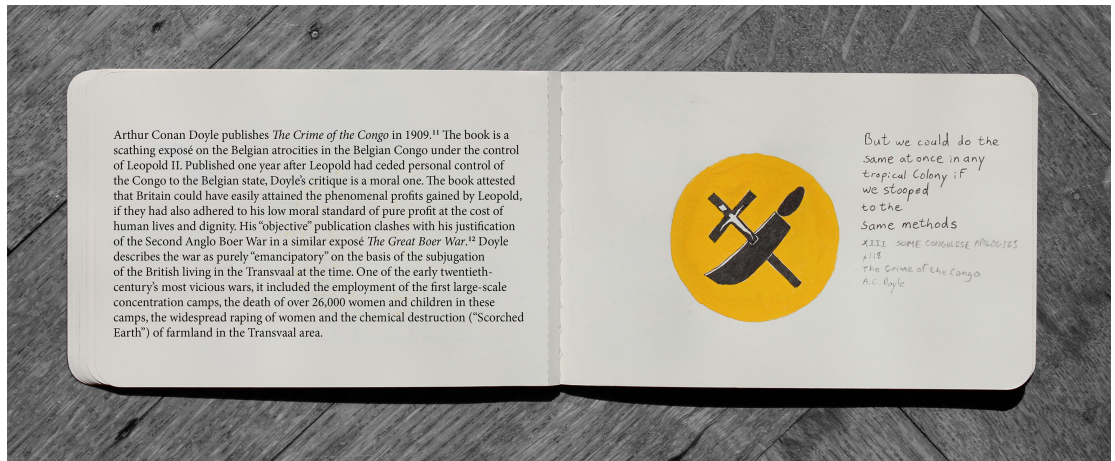 Arthur Conan Doyle publishes The Crime of the Congo in 1909.¹¹ The book is a
scathing exposé on the Belgian atrocities in the Belgian Congo under the control
of Leopold II. Published one year after Leopold had ceded personal control of
the Congo to the Belgian state, Doyle’s critique is a moral one. The book attested
that Britain could have easily attained the phenomenal profits gained by Leopold,
if they had also adhered to his low moral standard of pure profit at the cost of
human lives and dignity. His “objective” publication clashes with his justification
of the Second Anglo Boer War in a similar exposé The Great Boer War.¹² Doyle
describes the war as purely “emancipatory” on the basis of the subjugation
of the British living in the Transvaal at the time. One of the early twentieth-
century’s most vicious wars, it included the employment of the first large-scale
concentration camps, the death of over 26,000 women and children in these
camps, the widespread raping of women and the chemical destruction (“Scorched
Earth”) of farmland in the Transvaal area.
But we could do the
same at once in any
tropical Colony if
we stooped
to the
same methods
XIII SOME CONGOLESE APOLOGIES
p118
The Crime of the Congo
A.C. Doyle